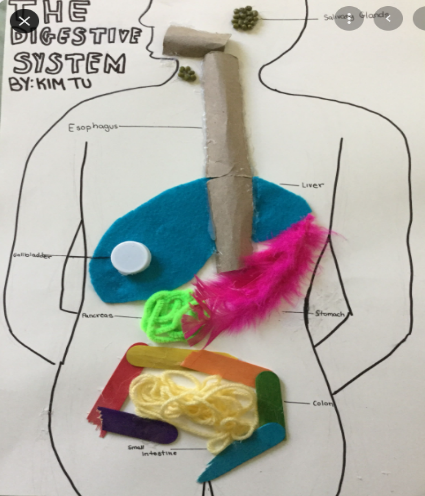 THE
DIGESTIVE
SYSTEM
BY: KIM TU
Salivary Glands
Esophagus
Liver
Gallbladder
Pancreas
Stomach
Colon
Small
intestine